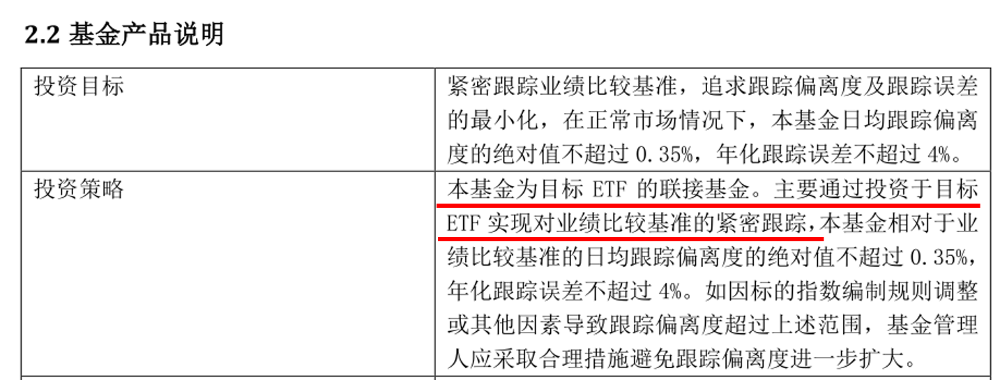 2.2 基金产品说明
投资目标
紧密跟踪业绩比较基准，追求跟踪偏离度及跟踪误差
的最小化，在正常市场情况下，本基金日均跟踪偏离
度的绝对值不超过 0.35%，年化跟踪误差不超过 4%。
投资策略
本基金为目标 ETF 的联接基金。主要通过投资于目标
ETF 实现对业绩比较基准的紧密跟踪，本基金相对于业
绩比较基准的日均跟踪偏离度的绝对值不超过 0.35%，
年化跟踪误差不超过 4%。如因标的指数编制规则调整
或其他因素导致跟踪偏离度超过上述范围，基金管理
人应采取合理措施避免跟踪偏离度进一步扩大。